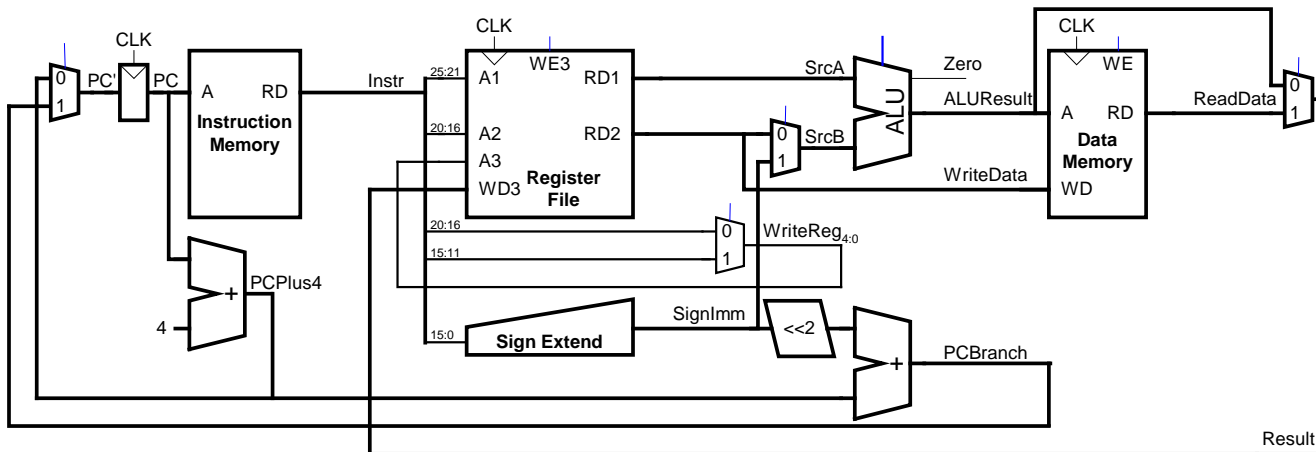 CLK
CLK
CLK
0
1
PC'
PC
A
RD
Instruction
Memory
Instr
25:21
20:16
A1
A2
A3
WD3
WE3
RD1
RD2
Register
File
20:16
15:11
15:0
0
1
WriteReg4:0
Sign Extend
SignImm
<<2
0
1
SrcA
SrcB
ALU
Zero
ALUResult
WriteData
A
RD
WE
Data
Memory
WD
ReadData
0
1
4
+
PCPlus4
+
PCBranch
Result